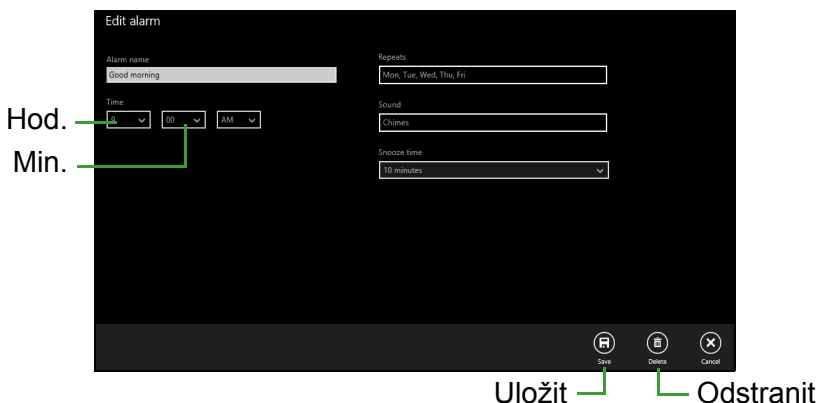 Edit alarm
Alarm name
Good morning
Time
00
AM
Repeats
Mon, Tue, Wed, Thu, Fri
Sound
Chimes
Snooze time
10 minutes
Hod.
Min.
Save
Delete
Cancel
Uložit
Odstranit